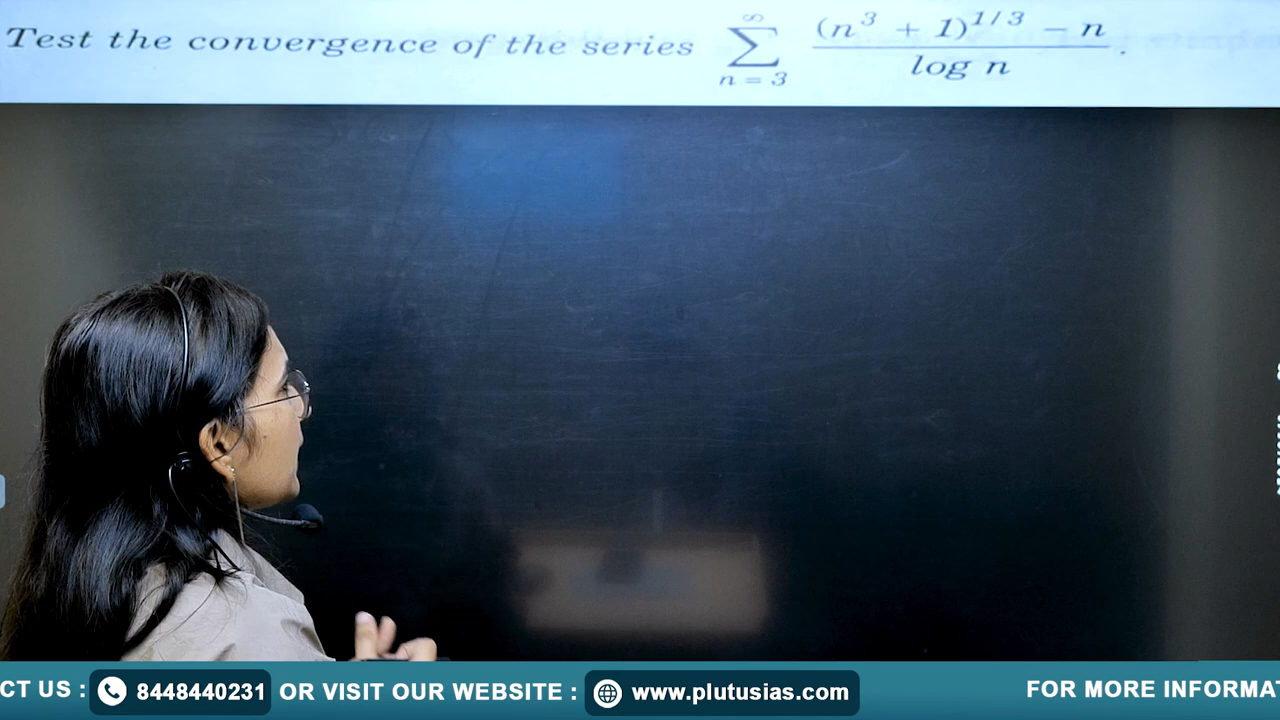 Test the convergence of the series ∞∑n = 3 (n³ + 1)^1/3 – n / log n .
CT US : 8448440231 OR VISIT OUR WEBSITE : www.plutusias.com FOR MORE INFORMAT